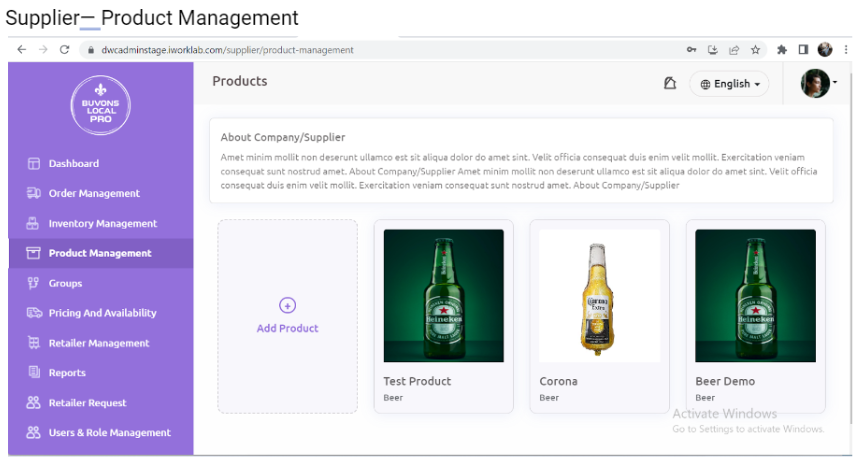 Supplier— Product Management
dwcadminstage.iworklab.com/supplier/product-management
BUVONS
LOCAL
PRO
Products
English
Dashboard
Order Management
Inventory Management
Product Management
Groups
Pricing And Availability
Retailer Management
Reports
Retailer Request
Users & Role Management
About Company/Supplier
Amet minim mollit non deserunt ullamco est sit aliqua dolor do amet sint. Velit officia consequat duis enim velit mollit. Exercitation veniam
consequat sunt nostrud amet. About Company/Supplier Amet minim mollit non deserunt ullamco est sit aliqua dolor do amet sint. Velit officia
consequat duis enim velit mollit. Exercitation veniam consequat sunt nostrud amet. About Company/Supplier
Add Product
Heineken
Test Product
Beer
Corona
Extra
Corona
Beer
Heineken
Beer Demo
Beer
Activate Windows
Go to Settings to activate Windows.